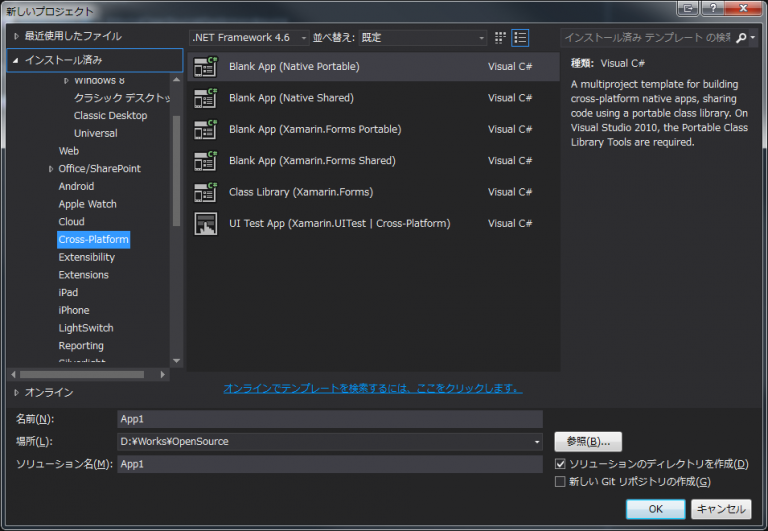 新しいプロジェクト
最近使用したファイル
.NET Framework 4.6 並べ替え: 既定
インストール済み テンプレート の検索
インストール済み
Windows 8
クラシック デスクトッ
Classic Desktop
Universal
Web
Office/SharePoint
Android
Apple Watch
Cloud
Cross-Platform
Extensibility
Extensions
iPad
iPhone
LightSwitch
Reporting
Silverlight
オンライン
Blank App (Native Portable) Visual C#
Blank App (Native Shared) Visual C#
Blank App (Xamarin.Forms Portable) Visual C#
Blank App (Xamarin.Forms Shared) Visual C#
Class Library (Xamarin.Forms) Visual C#
UI Test App (Xamarin.UITest | Cross-Platform) Visual C#
オンラインでテンプレートを検索するには、ここをクリックします。
種類: Visual C#
A multiproject template for building
cross-platform native apps, sharing
code using a portable class library. On
Visual Studio 2010, the Portable Class
Library Tools are required.
名前(N): App1
場所(L): D:¥Works¥OpenSource 参照(B)...
ソリューション名(M): App1
ソリューションのディレクトリを作成(D)
新しい Git リポジトリの作成(G)
OK キャンセル